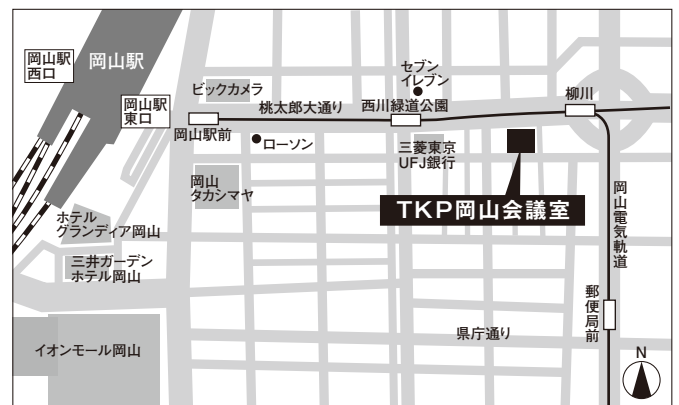 岡山駅
西口
岡山駅
岡山駅
東口
ビックカメラ
セブン
イレブン
桃太郎大通り
西川緑道公園
柳川
岡山駅前
ローソン
三菱東京
UFJ銀行
岡山
タカシマヤ
TKP岡山会議室
岡山電気軌道
ホテル
グランディア岡山
三井ガーデン
ホテル岡山
郵便局前
県庁通り
イオンモール岡山
N